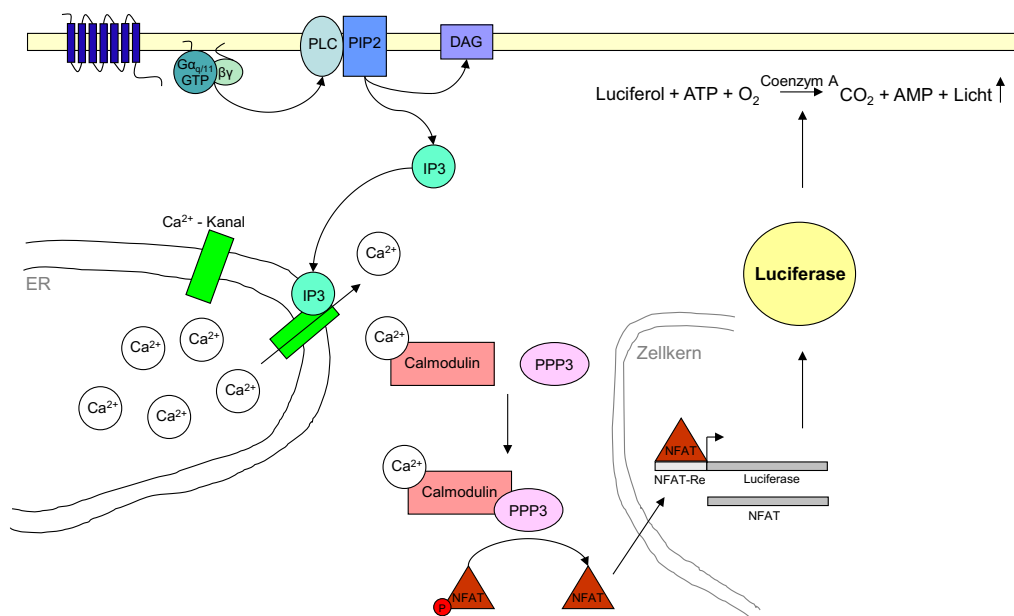 PLC
PIP2
DAG
Gα q/11
GTP
βγ
Luciferol + ATP + O₂
Coenzym A
CO₂ + AMP + Licht
IP3
Ca²⁺ - Kanal
ER
Ca²⁺
IP3
Luciferase
Ca²⁺
Ca²⁺
Ca²⁺
Ca²⁺
Ca²⁺
Ca²⁺
Calmodulin
PPP3
Zellkern
NFAT
NFAT-Re
Luciferase
NFAT
Ca²⁺
Calmodulin
PPP3
P
NFAT
NFAT